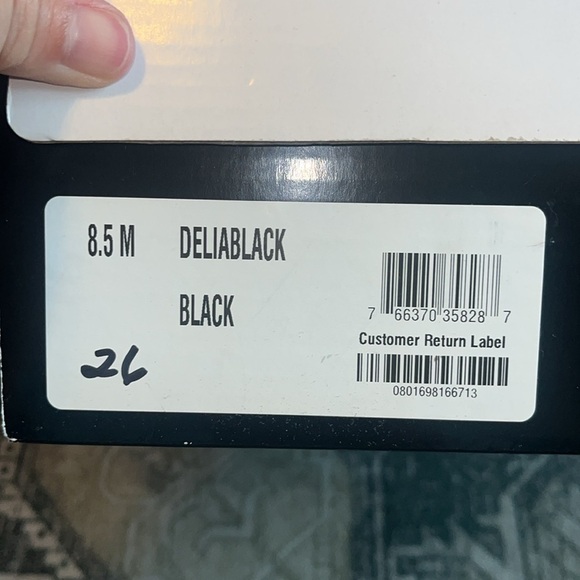 8.5 M DELIABLACK
BLACK
26
7 66370 35828 7
Customer Return Label
0801698166713